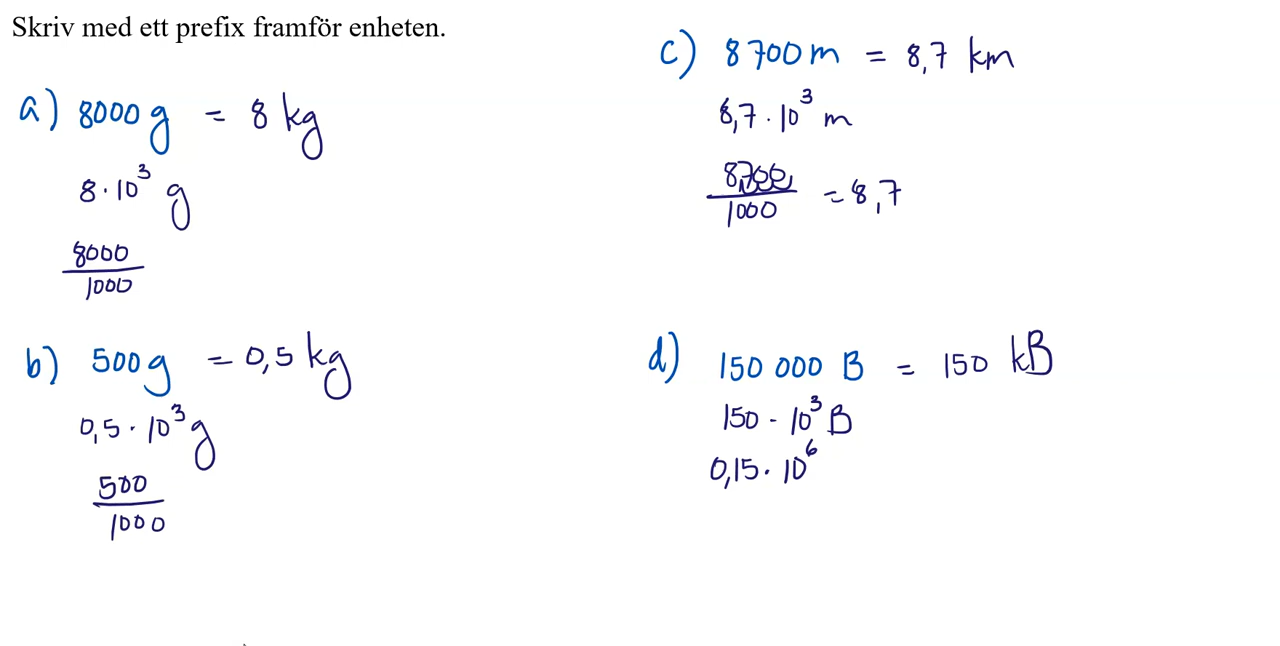 Skriv med ett prefix framför enheten.
a) 8000 g = 8 kg
8 · 10³ g
8000
1000
b) 500 g = 0,5 kg
0,5 · 10³ g
500
1000
c) 8 700 m = 8,7 km
8,7 · 10³ m
8,700
1000
= 8,7
d) 150 000 B = 150 kB
150 · 10³ B
0,15 · 10⁶